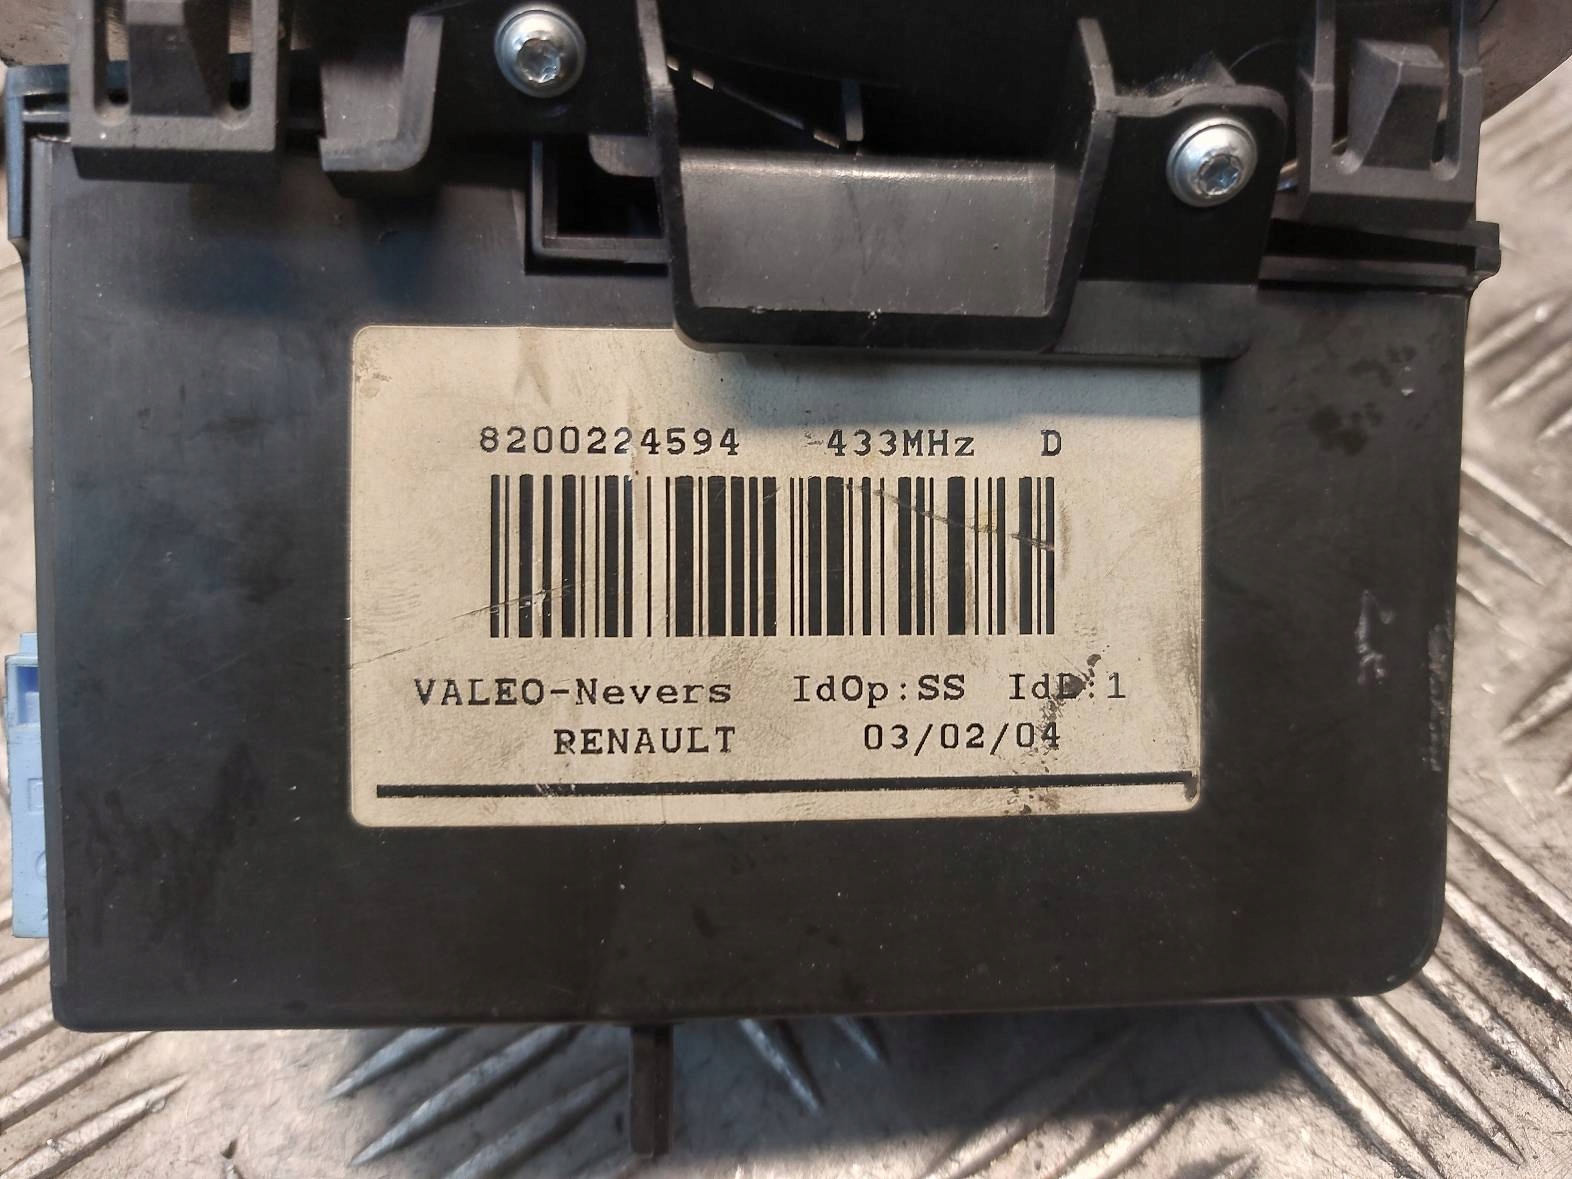 8200224594 -433MHz D
VALEO-Nevers IdOp:SS IdD:1
RENAULT 03/02/04